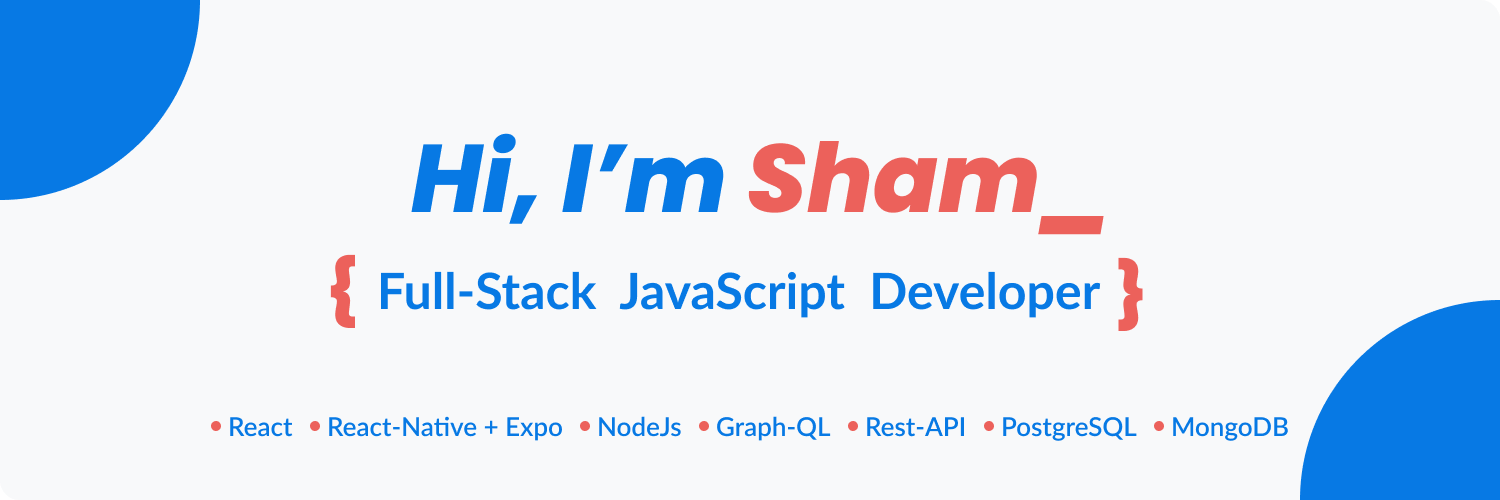 Hi, I’m Sham_
{ Full-Stack JavaScript Developer }
• React • React-Native + Expo • NodeJs • Graph-QL • Rest-API • PostgreSQL • MongoDB